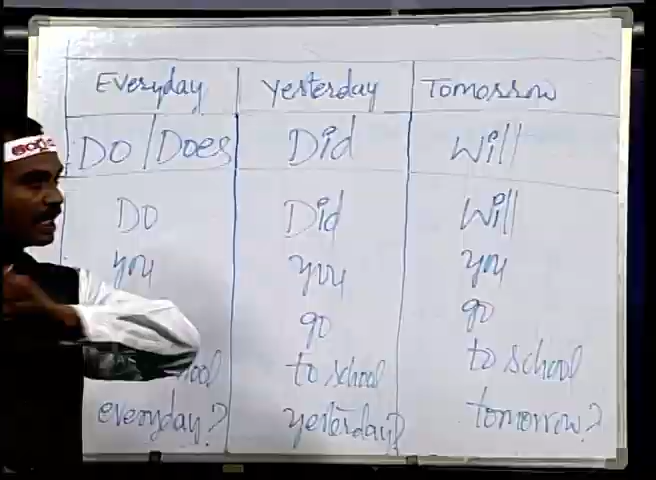 Everyday Yesterday Tomorrow
Do/Does Did Will
Do Did Will
you you you
go go
to school to school
everyday? yesterday? tomorrow?